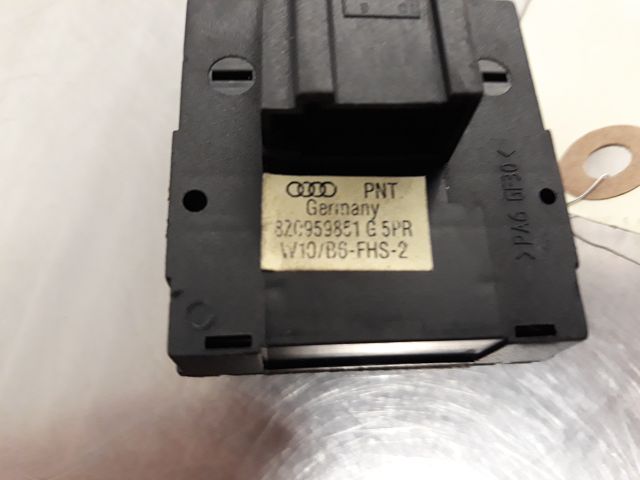 PNT
Germany
8Z0959851 G 5PR
W10/B6-FHS-2
>PA6 GF30<